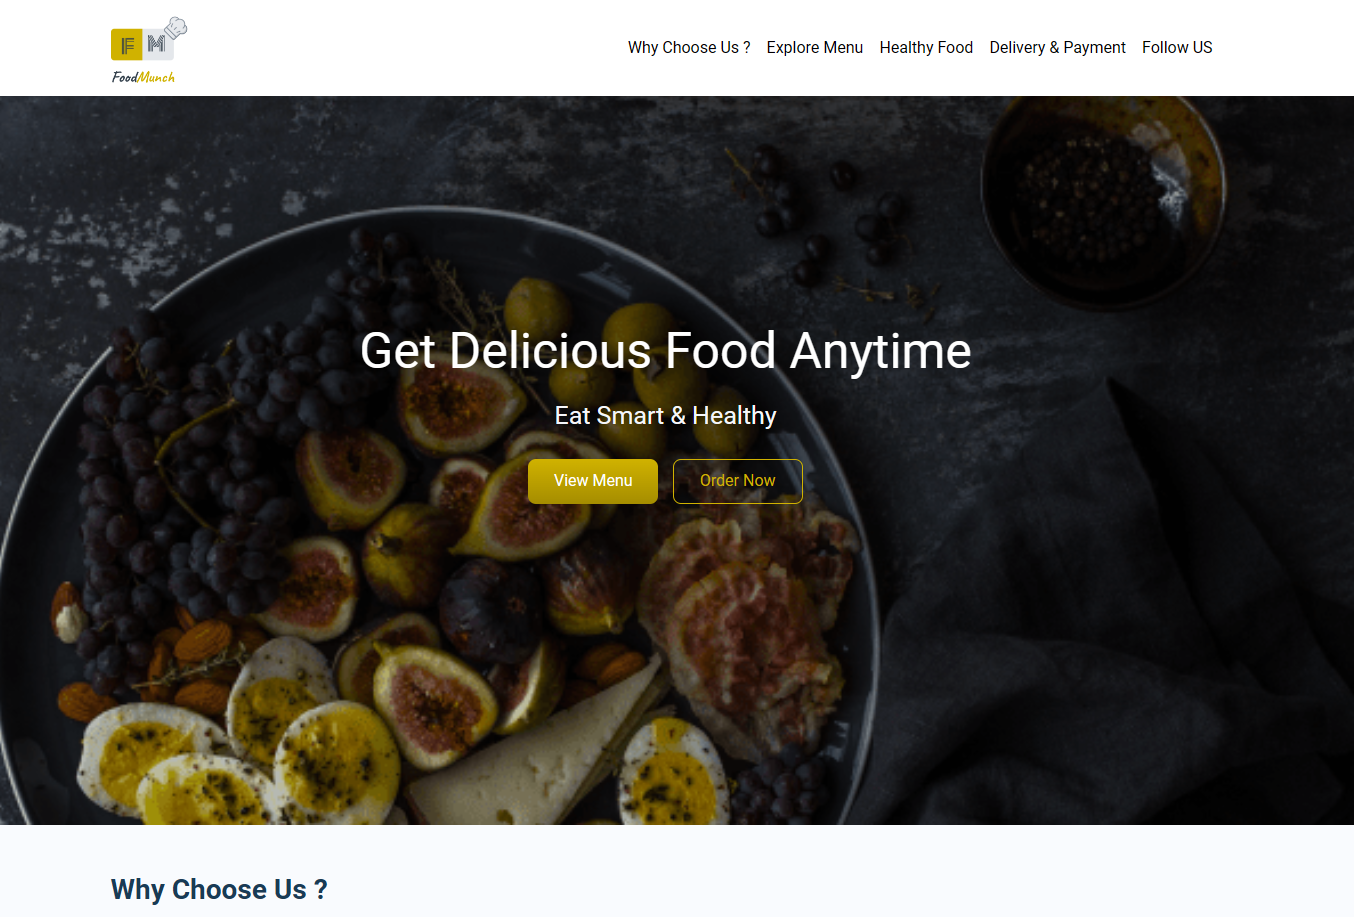 F M
FoodMunch
Why Choose Us ? Explore Menu Healthy Food Delivery & Payment Follow US
Get Delicious Food Anytime
Eat Smart & Healthy
View Menu Order Now
Why Choose Us ?